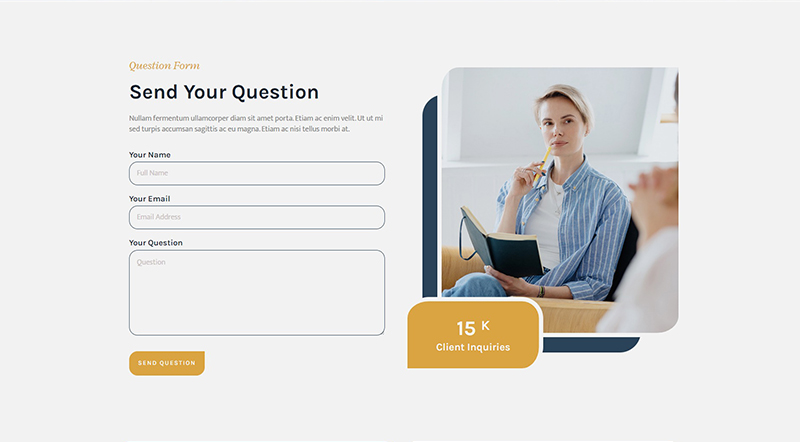 Question Form
Send Your Question
Nullam fermentum ullamcorper diam sit amet porta. Etiam ac enim velit. Ut ut mi
sed turpis accumsan sagittis ac eu magna. Etiam ac nisi tellus morbi at.
Your Name
Full Name
Your Email
Email Address
Your Question
Question
SEND QUESTION
15 K
Client Inquiries